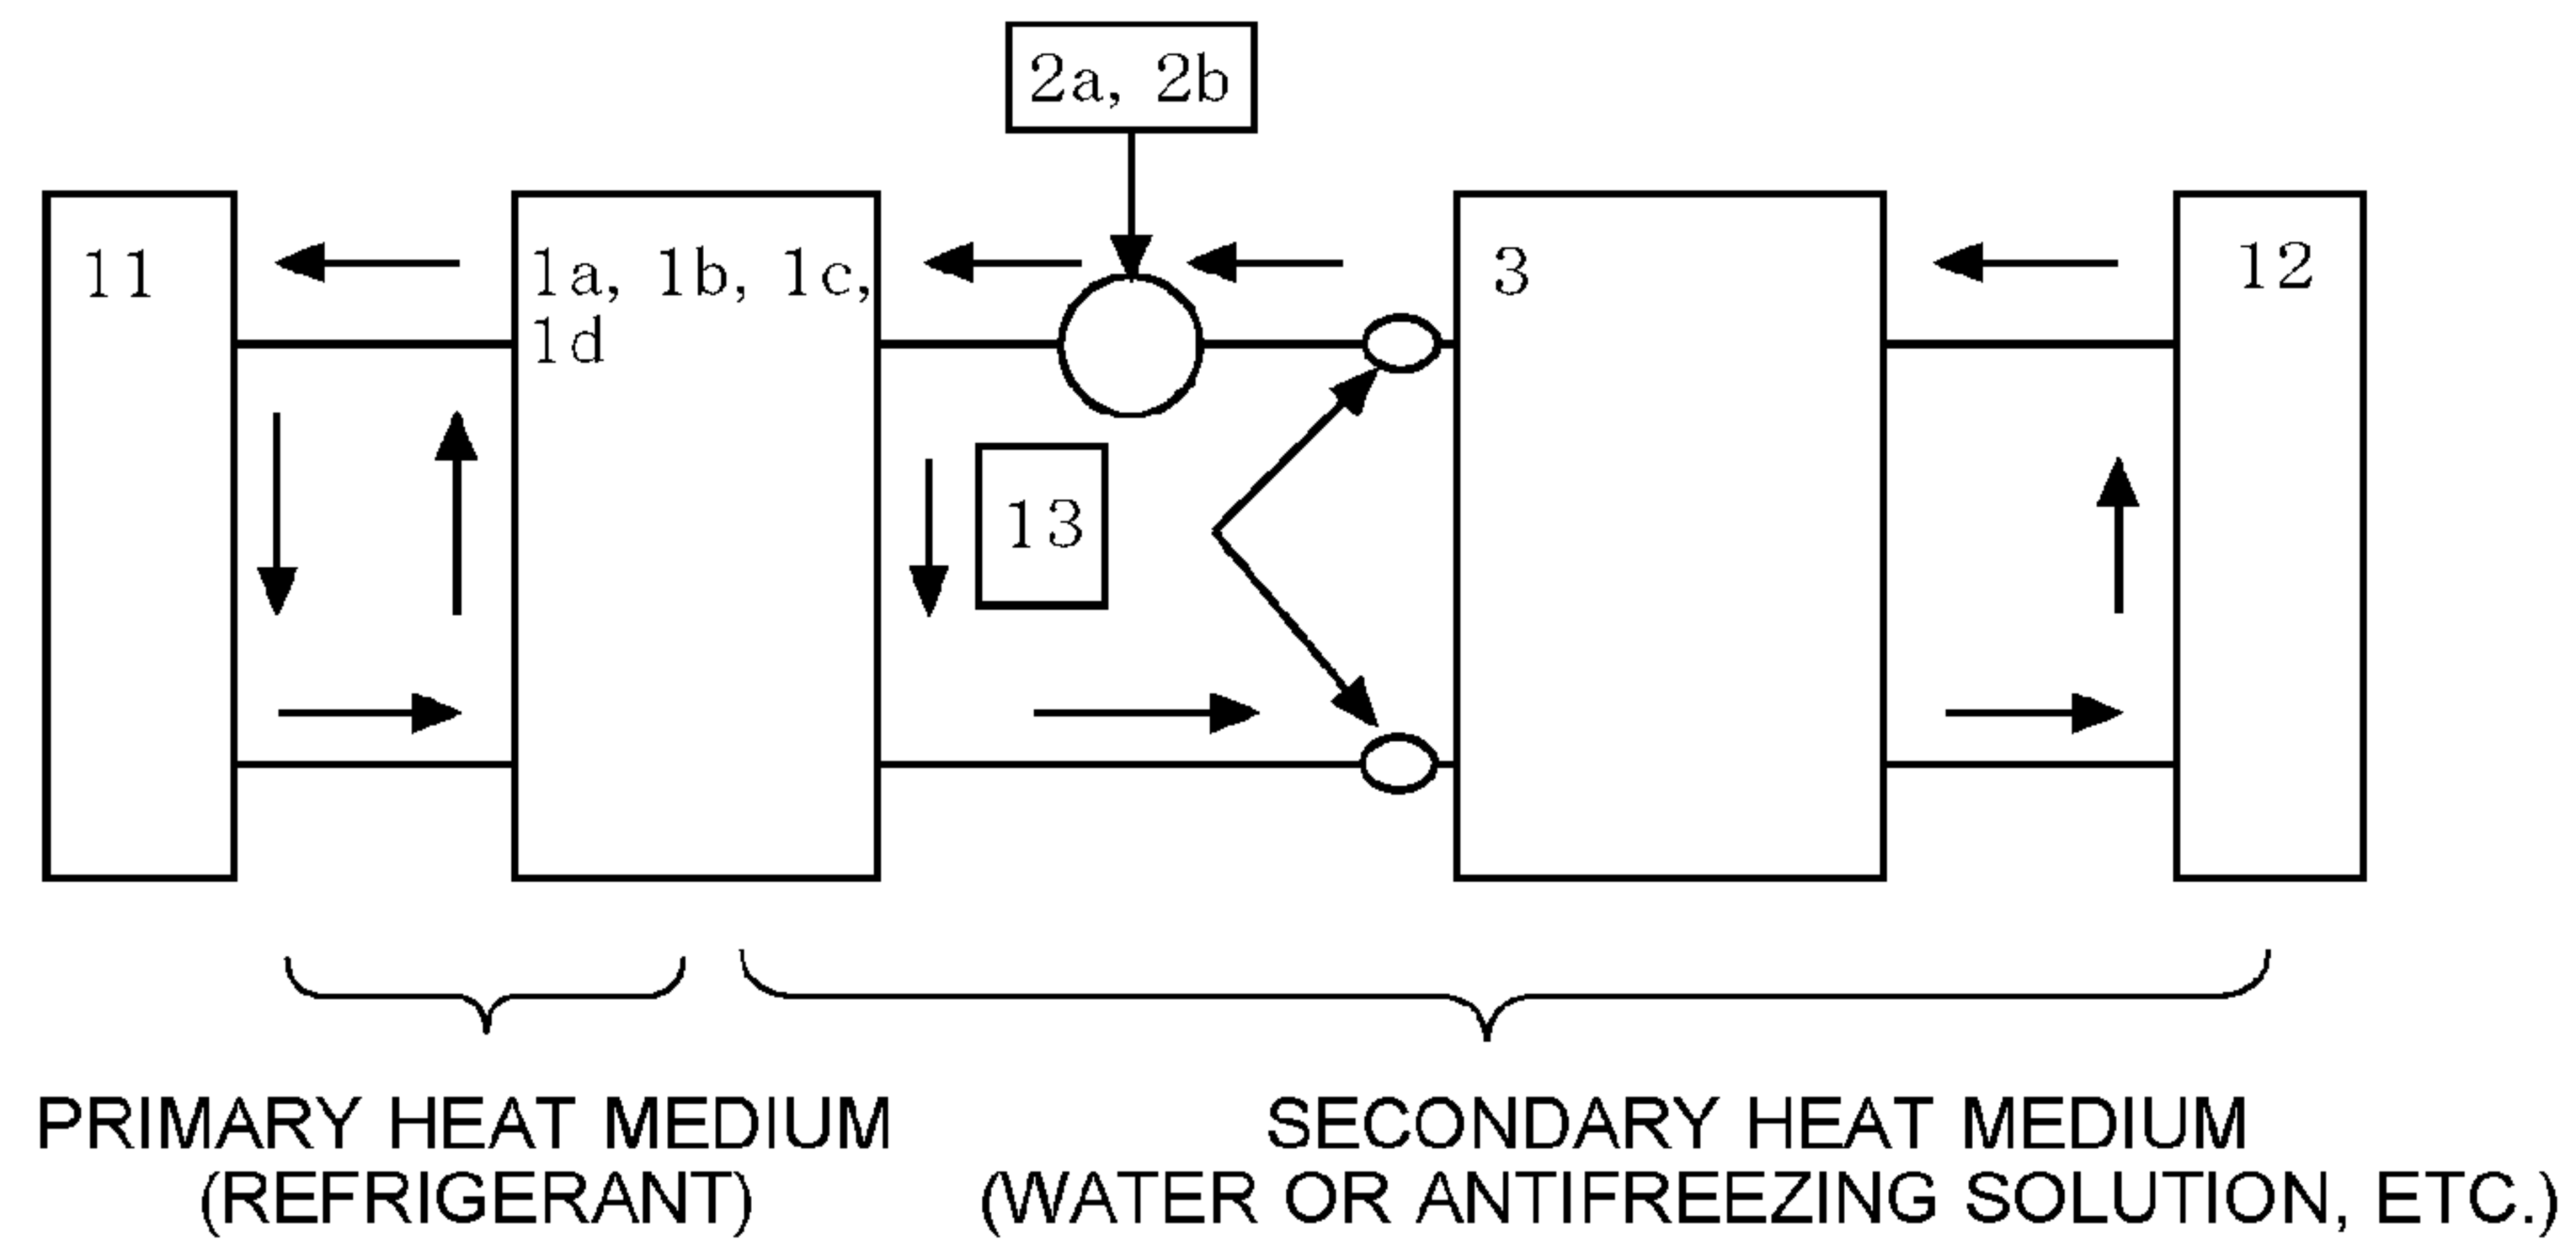 2a, 2b
11
1a, 1b, 1c,
1d
3
12
13
PRIMARY HEAT MEDIUM
(REFRIGERANT)
SECONDARY HEAT MEDIUM
(WATER OR ANTIFREEZING SOLUTION, ETC.)